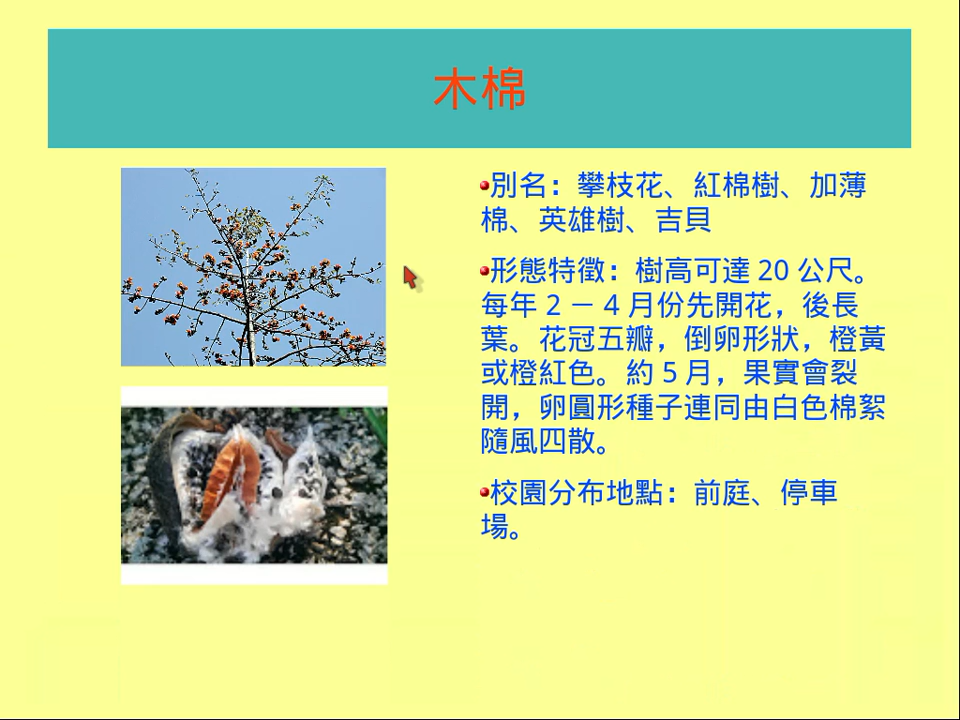 木棉
•別名：攀枝花、紅棉樹、加薄
棉、英雄樹、吉貝
•形態特徵：樹高可達 20 公尺。
每年 2 － 4 月份先開花，後長
葉。花冠五瓣，倒卵形狀，橙黃
或橙紅色。約 5 月，果實會裂
開，卵圓形種子連同由白色棉絮
隨風四散。
•校園分布地點：前庭、停車
場。